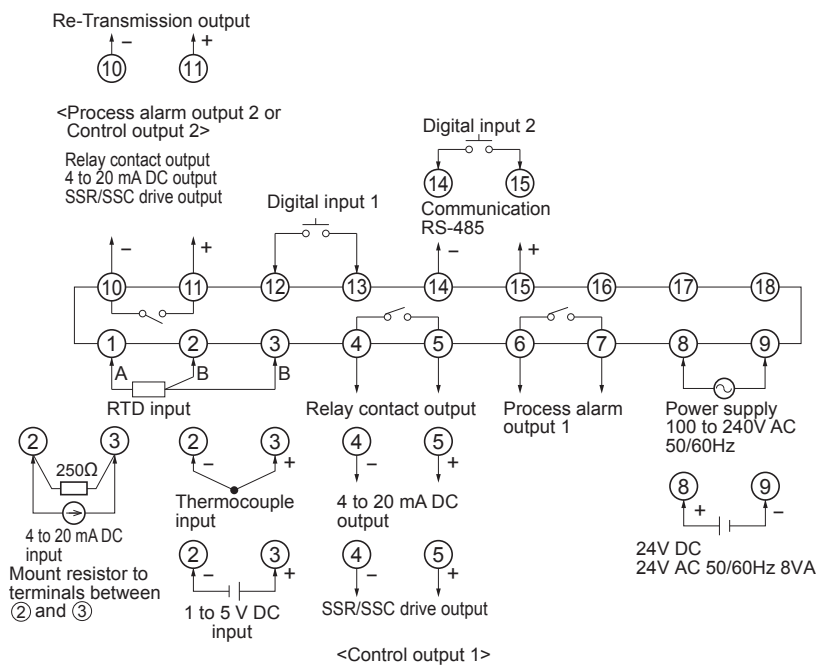 Re-Transmission output
− +
⑩ ⑪
<Process alarm output 2 or
Control output 2>
Relay contact output
4 to 20 mA DC output
SSR/SSC drive output
Digital input 2
⑭ ⑮
Communication
RS-485
Digital input 1
− + − +
⑩ ⑪ ⑫ ⑬ ⑭ ⑮ ⑯ ⑰ ⑱
① ② ③ ④ ⑤ ⑥ ⑦ ⑧ ⑨
A B B
RTD input
Relay contact output
Process alarm
output 1
Power supply
100 to 240V AC
50/60Hz
② ③
250Ω
4 to 20 mA DC
input
Mount resistor to
terminals between
② and ③
② ③
− +
Thermocouple
input
② ③
− +
1 to 5 V DC
input
④ ⑤
− +
4 to 20 mA DC
output
④ ⑤
− +
SSR/SSC drive output
⑧ ⑨
+ −
24V DC
24V AC 50/60Hz 8VA
<Control output 1>